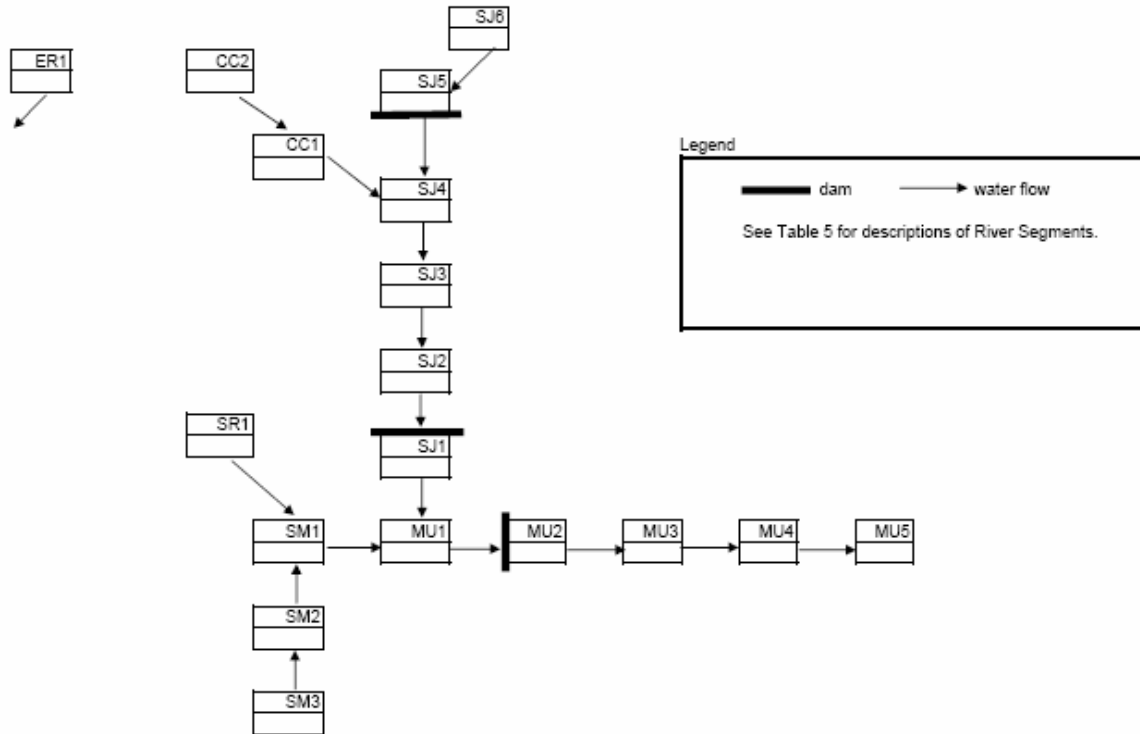 SJ6
ER1
CC2
SJ5
CC1
SJ4
SJ3
SJ2
SR1
SJ1
SM1
MU1
MU2
MU3
MU4
MU5
SM2
SM3
Legend
dam
water flow
See Table 5 for descriptions of River Segments.